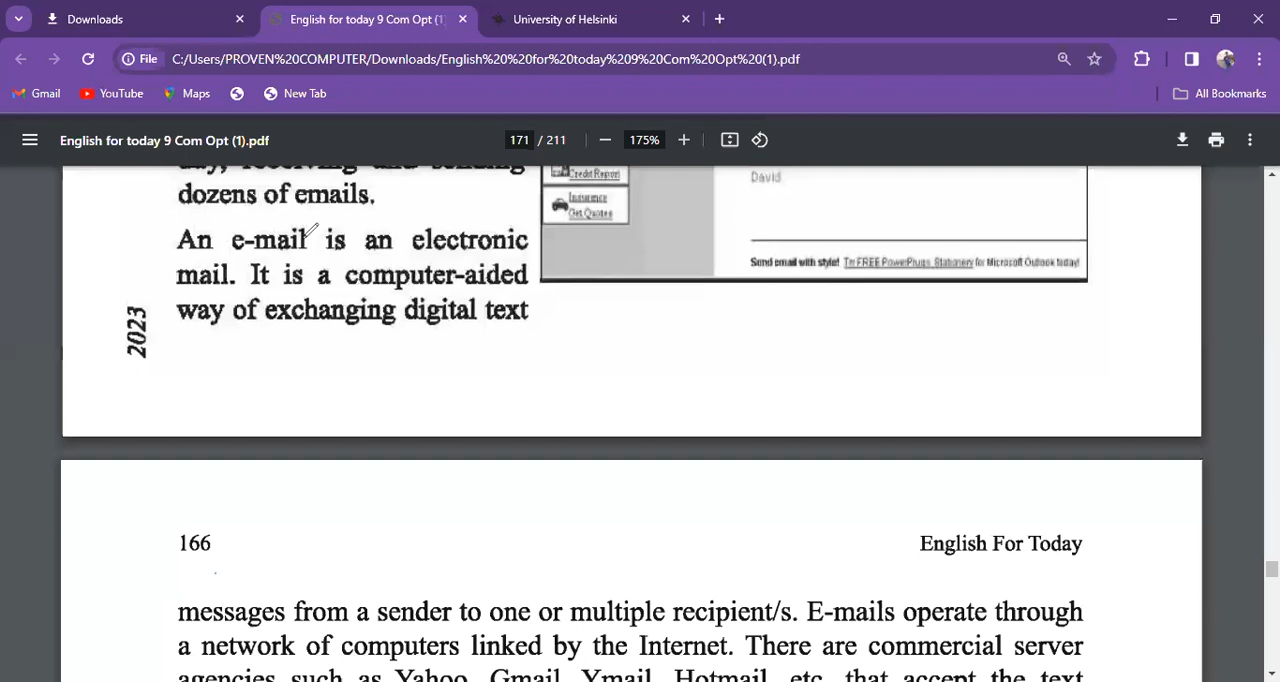 Downloads
English for today 9 Com Opt (1)
University of Helsinki
File
C:/Users/PROVEN%20COMPUTER/Downloads/English%20%20for%20today%209%20Com%20Opt%20(1).pdf
Gmail
YouTube
Maps
New Tab
All Bookmarks
English for today 9 Com Opt (1).pdf
171 / 211
175%
day, receiving and sending
dozens of emails.
An e-mail is an electronic
mail. It is a computer-aided
way of exchanging digital text
2023
Credit Report
Insurance
Get Quotes
David
Send email with style! Try FREE PowerPlugs Stationery for Microsoft Outlook today!
166
English For Today
messages from a sender to one or multiple recipient/s. E-mails operate through
a network of computers linked by the Internet. There are commercial server
agencies such as Yahoo, Gmail, Ymail, Hotmail, etc. that accept the text